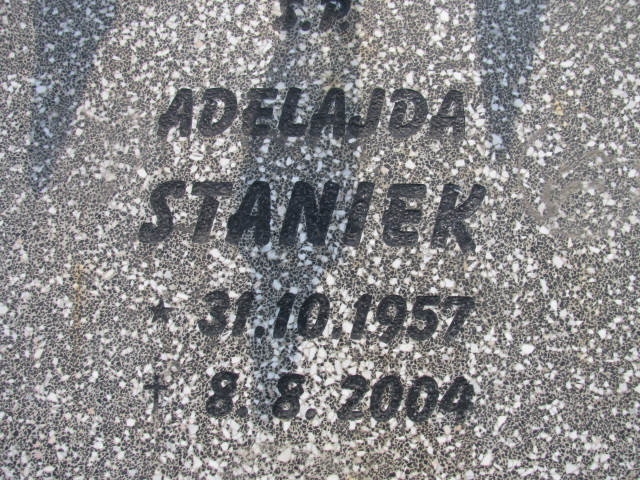 Ś.P
ADELAJDA
STANIEK
* 31.10.1957
† 8.8.2004